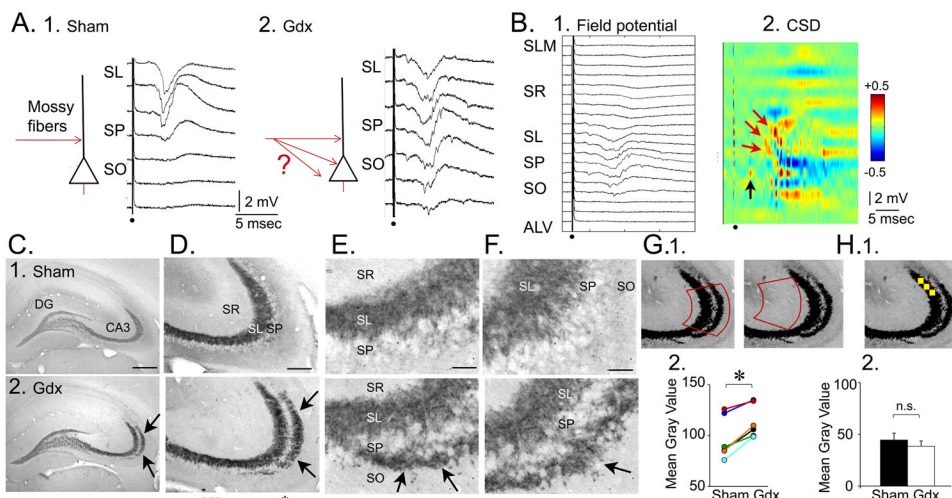 A. 1. Sham
2. Gdx
SL
Mossy
fibers
SP
SO
2 mV
5 msec
SL
SP
?
SO
2 mV
5 msec
B. 1. Field potential
2. CSD
SLM
SR
SL
SP
SO
ALV
+0.5
-0.5
2 mV
5 msec
C.
D.
E.
F.
G.1.
H.1.
1. Sham
DG
CA3
SR
SL SP
SR
SL
SP
SL
SP
SO
2. Gdx
SR
SL
SP
SO
SL
SP
2.
*
Mean Gray Value
150
100
50
Sham Gdx
2.
n.s.
Mean Gray Value
100
50
0
Sham Gdx